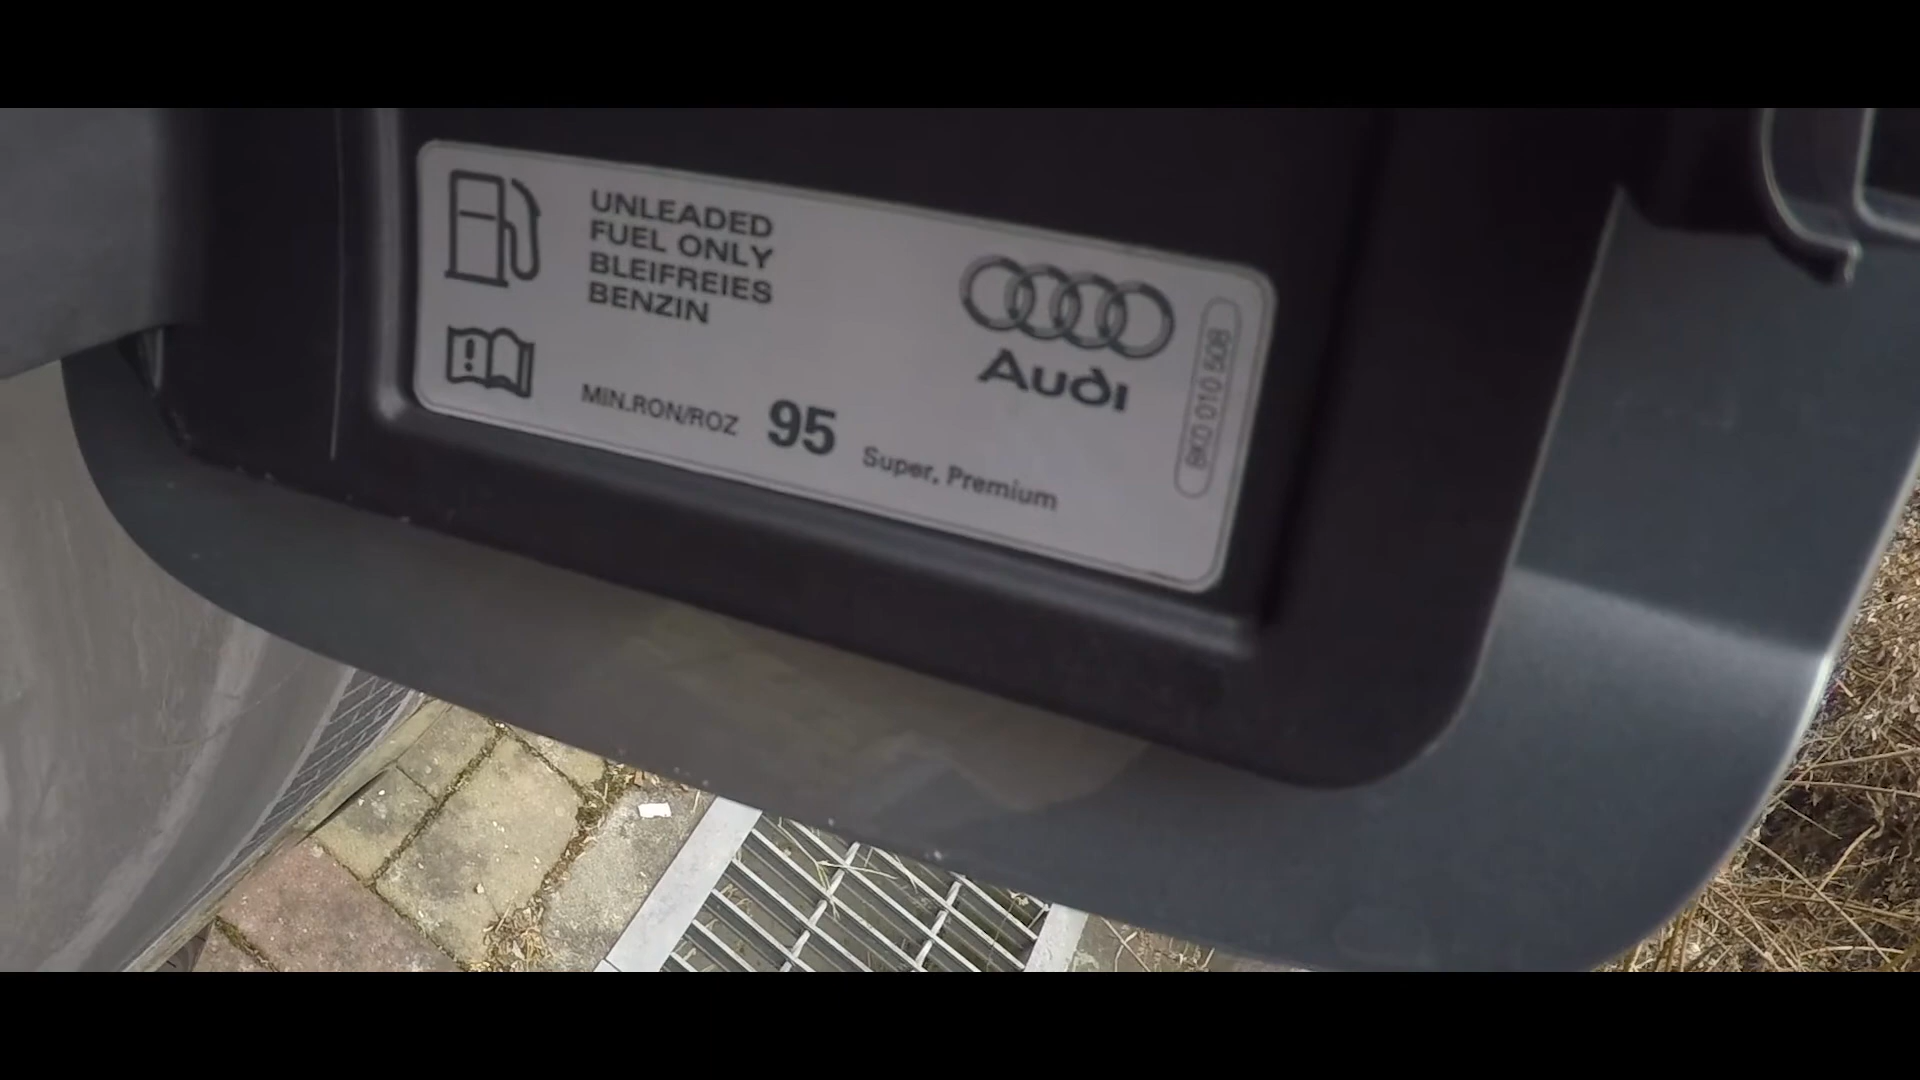 UNLEADED
FUEL ONLY
BLEIFREIES
BENZIN
MIN.RON/ROZ 95 Super, Premium
Audi
8K0 010 508